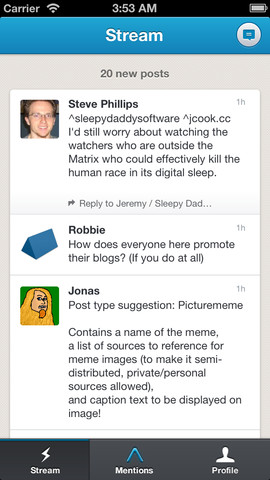 Carrier 3:53 AM
Stream
20 new posts
Steve Phillips 1h
^sleepydaddysoftware ^jcook.cc
I'd still worry about watching the
watchers who are outside the
Matrix who could effectively kill the
human race in its digital sleep.
Reply to Jeremy / Sleepy Dad...
Robbie 1h
How does everyone here promote
their blogs? (If you do at all)
Jonas 1h
Post type suggestion: Picturememe
Contains a name of the meme,
a list of sources to reference for
meme images (to make it semi-
distributed, private/personal
sources allowed),
and caption text to be displayed on
image!
Stream Mentions Profile